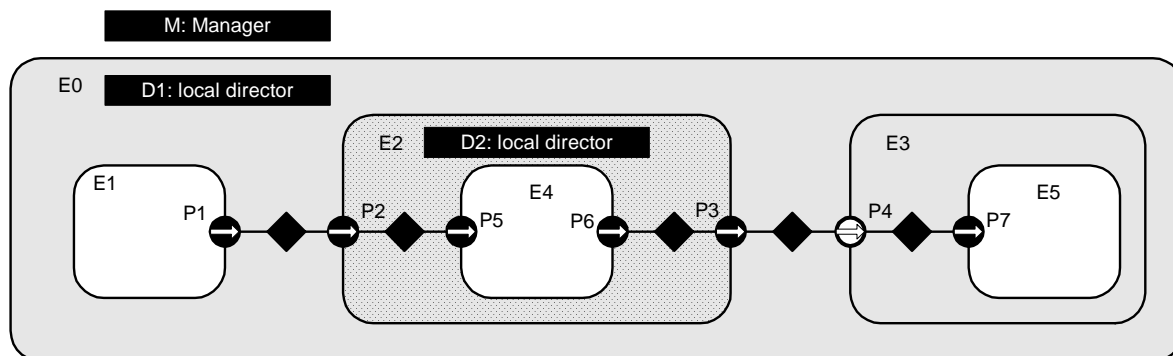 M: Manager
E0
D1: local director
E2
D2: local director
E3
E1
E4
E5
P1
P2
P5
P6
P3
P4
P7